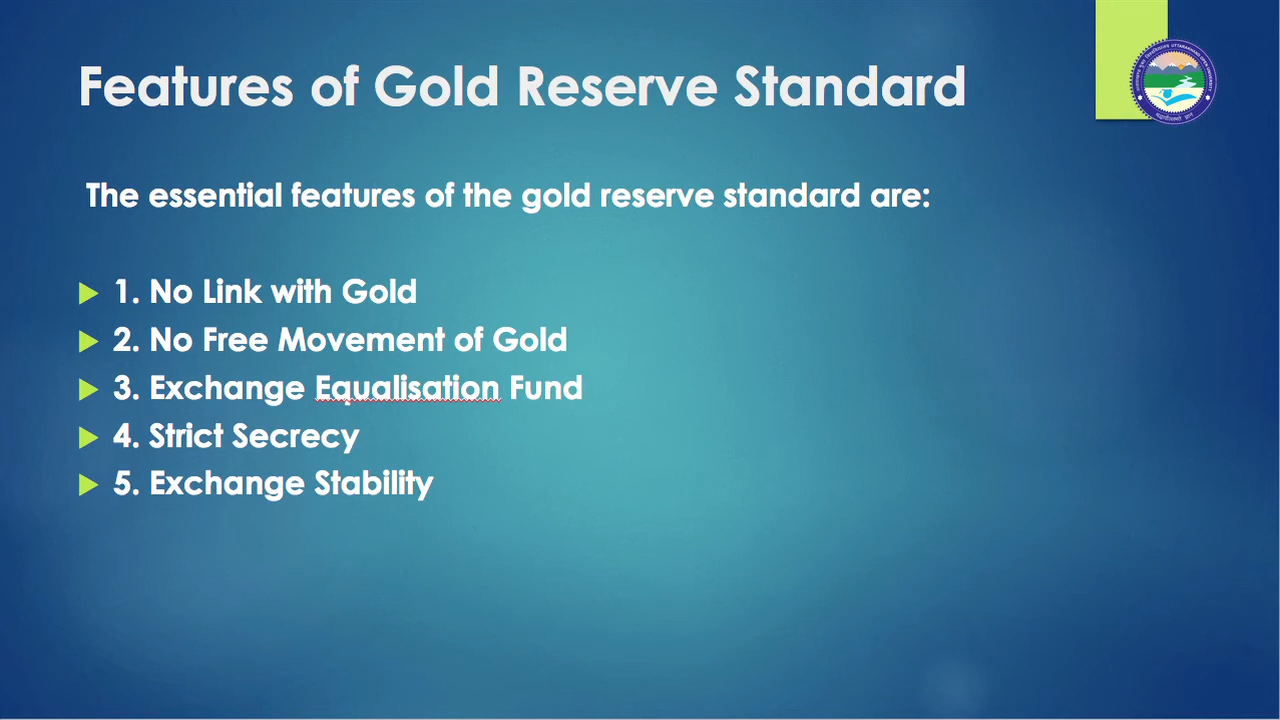 Features of Gold Reserve Standard
The essential features of the gold reserve standard are:
1. No Link with Gold
2. No Free Movement of Gold
3. Exchange Equalisation Fund
4. Strict Secrecy
5. Exchange Stability